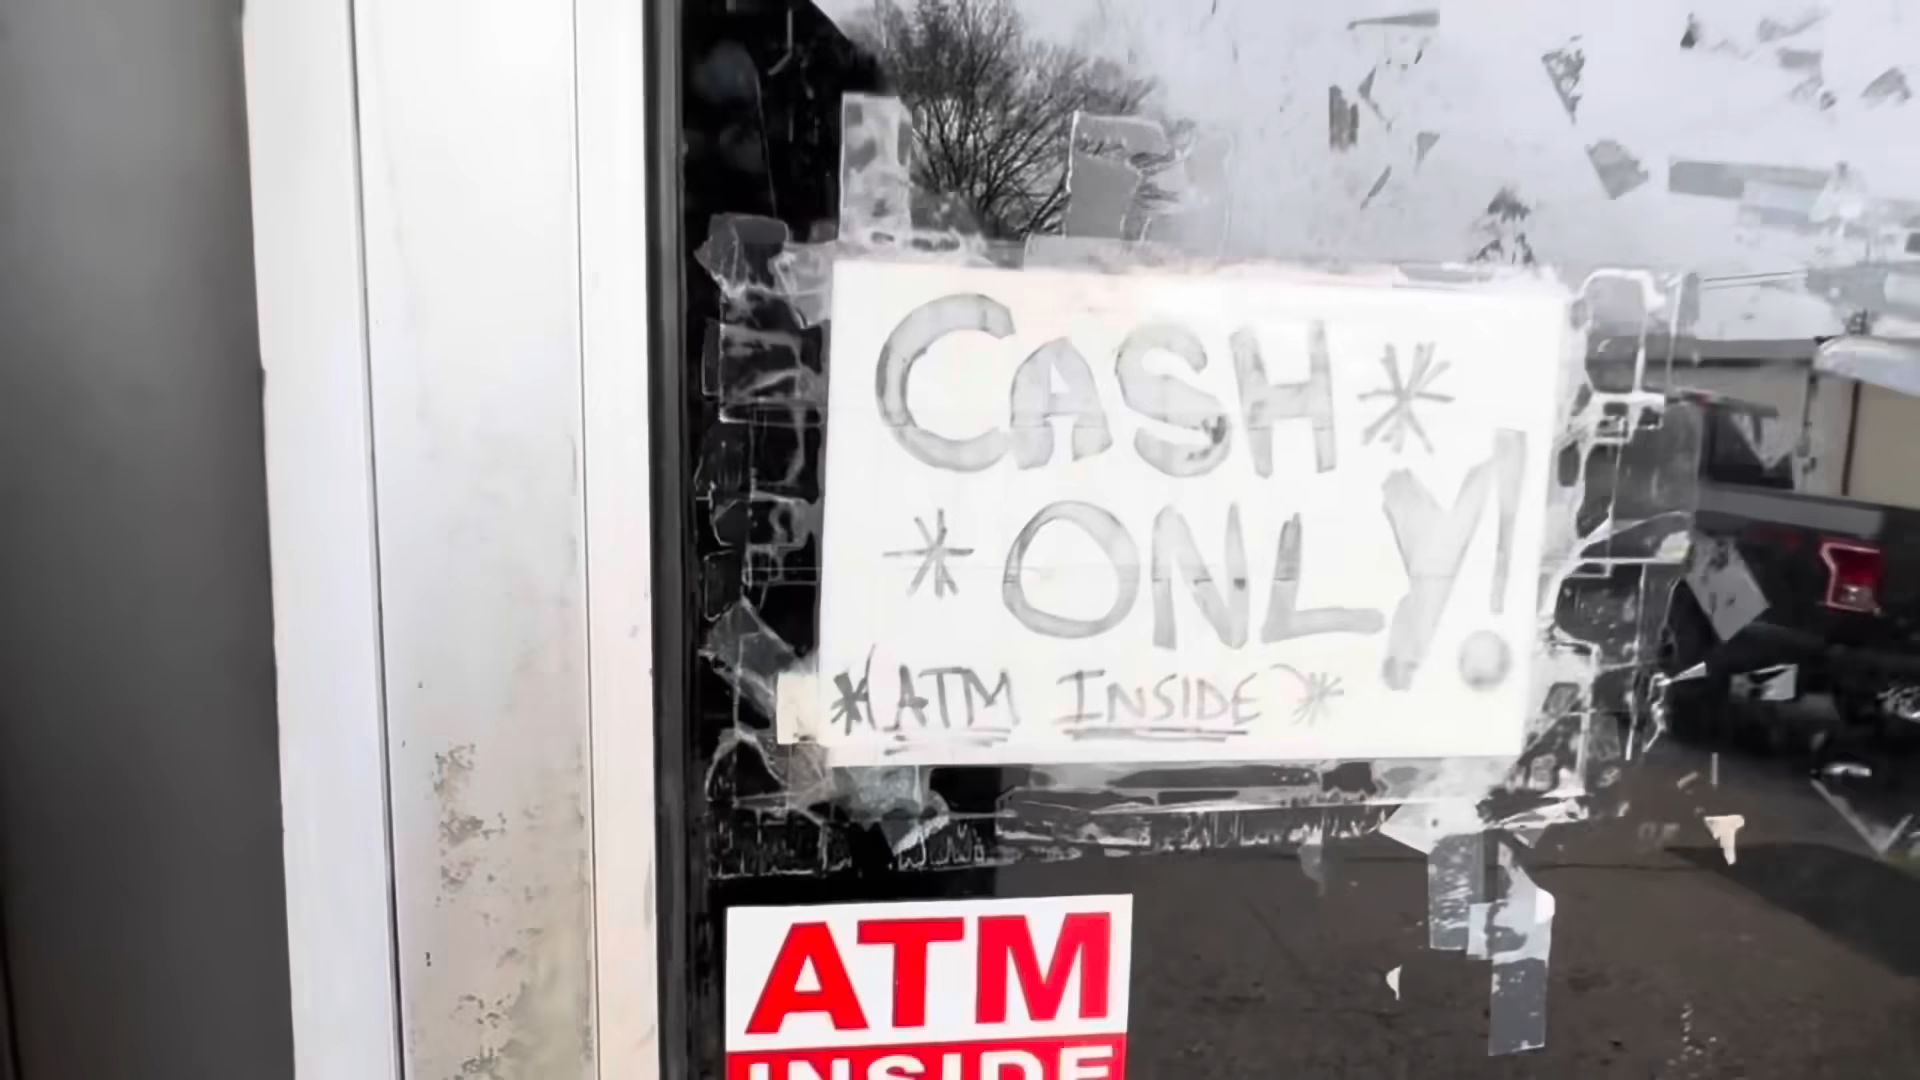 CASH *
* ONLY!
*(ATM INSIDE)*
ATM
INSIDE